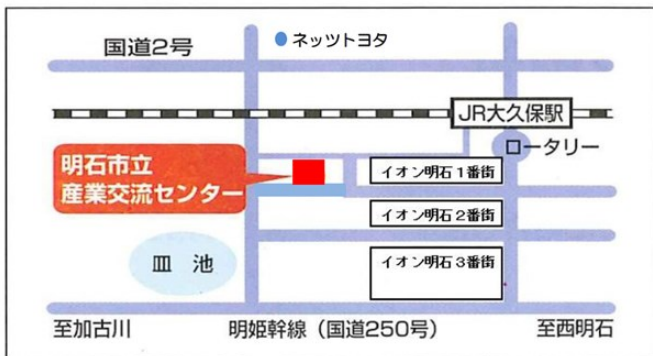 ネッツトヨタ
国道2号
JR大久保駅
ロータリー
明石市立
産業交流センター
イオン明石1番街
イオン明石2番街
皿 池
イオン明石3番街
至加古川
明姫幹線（国道250号）
至西明石